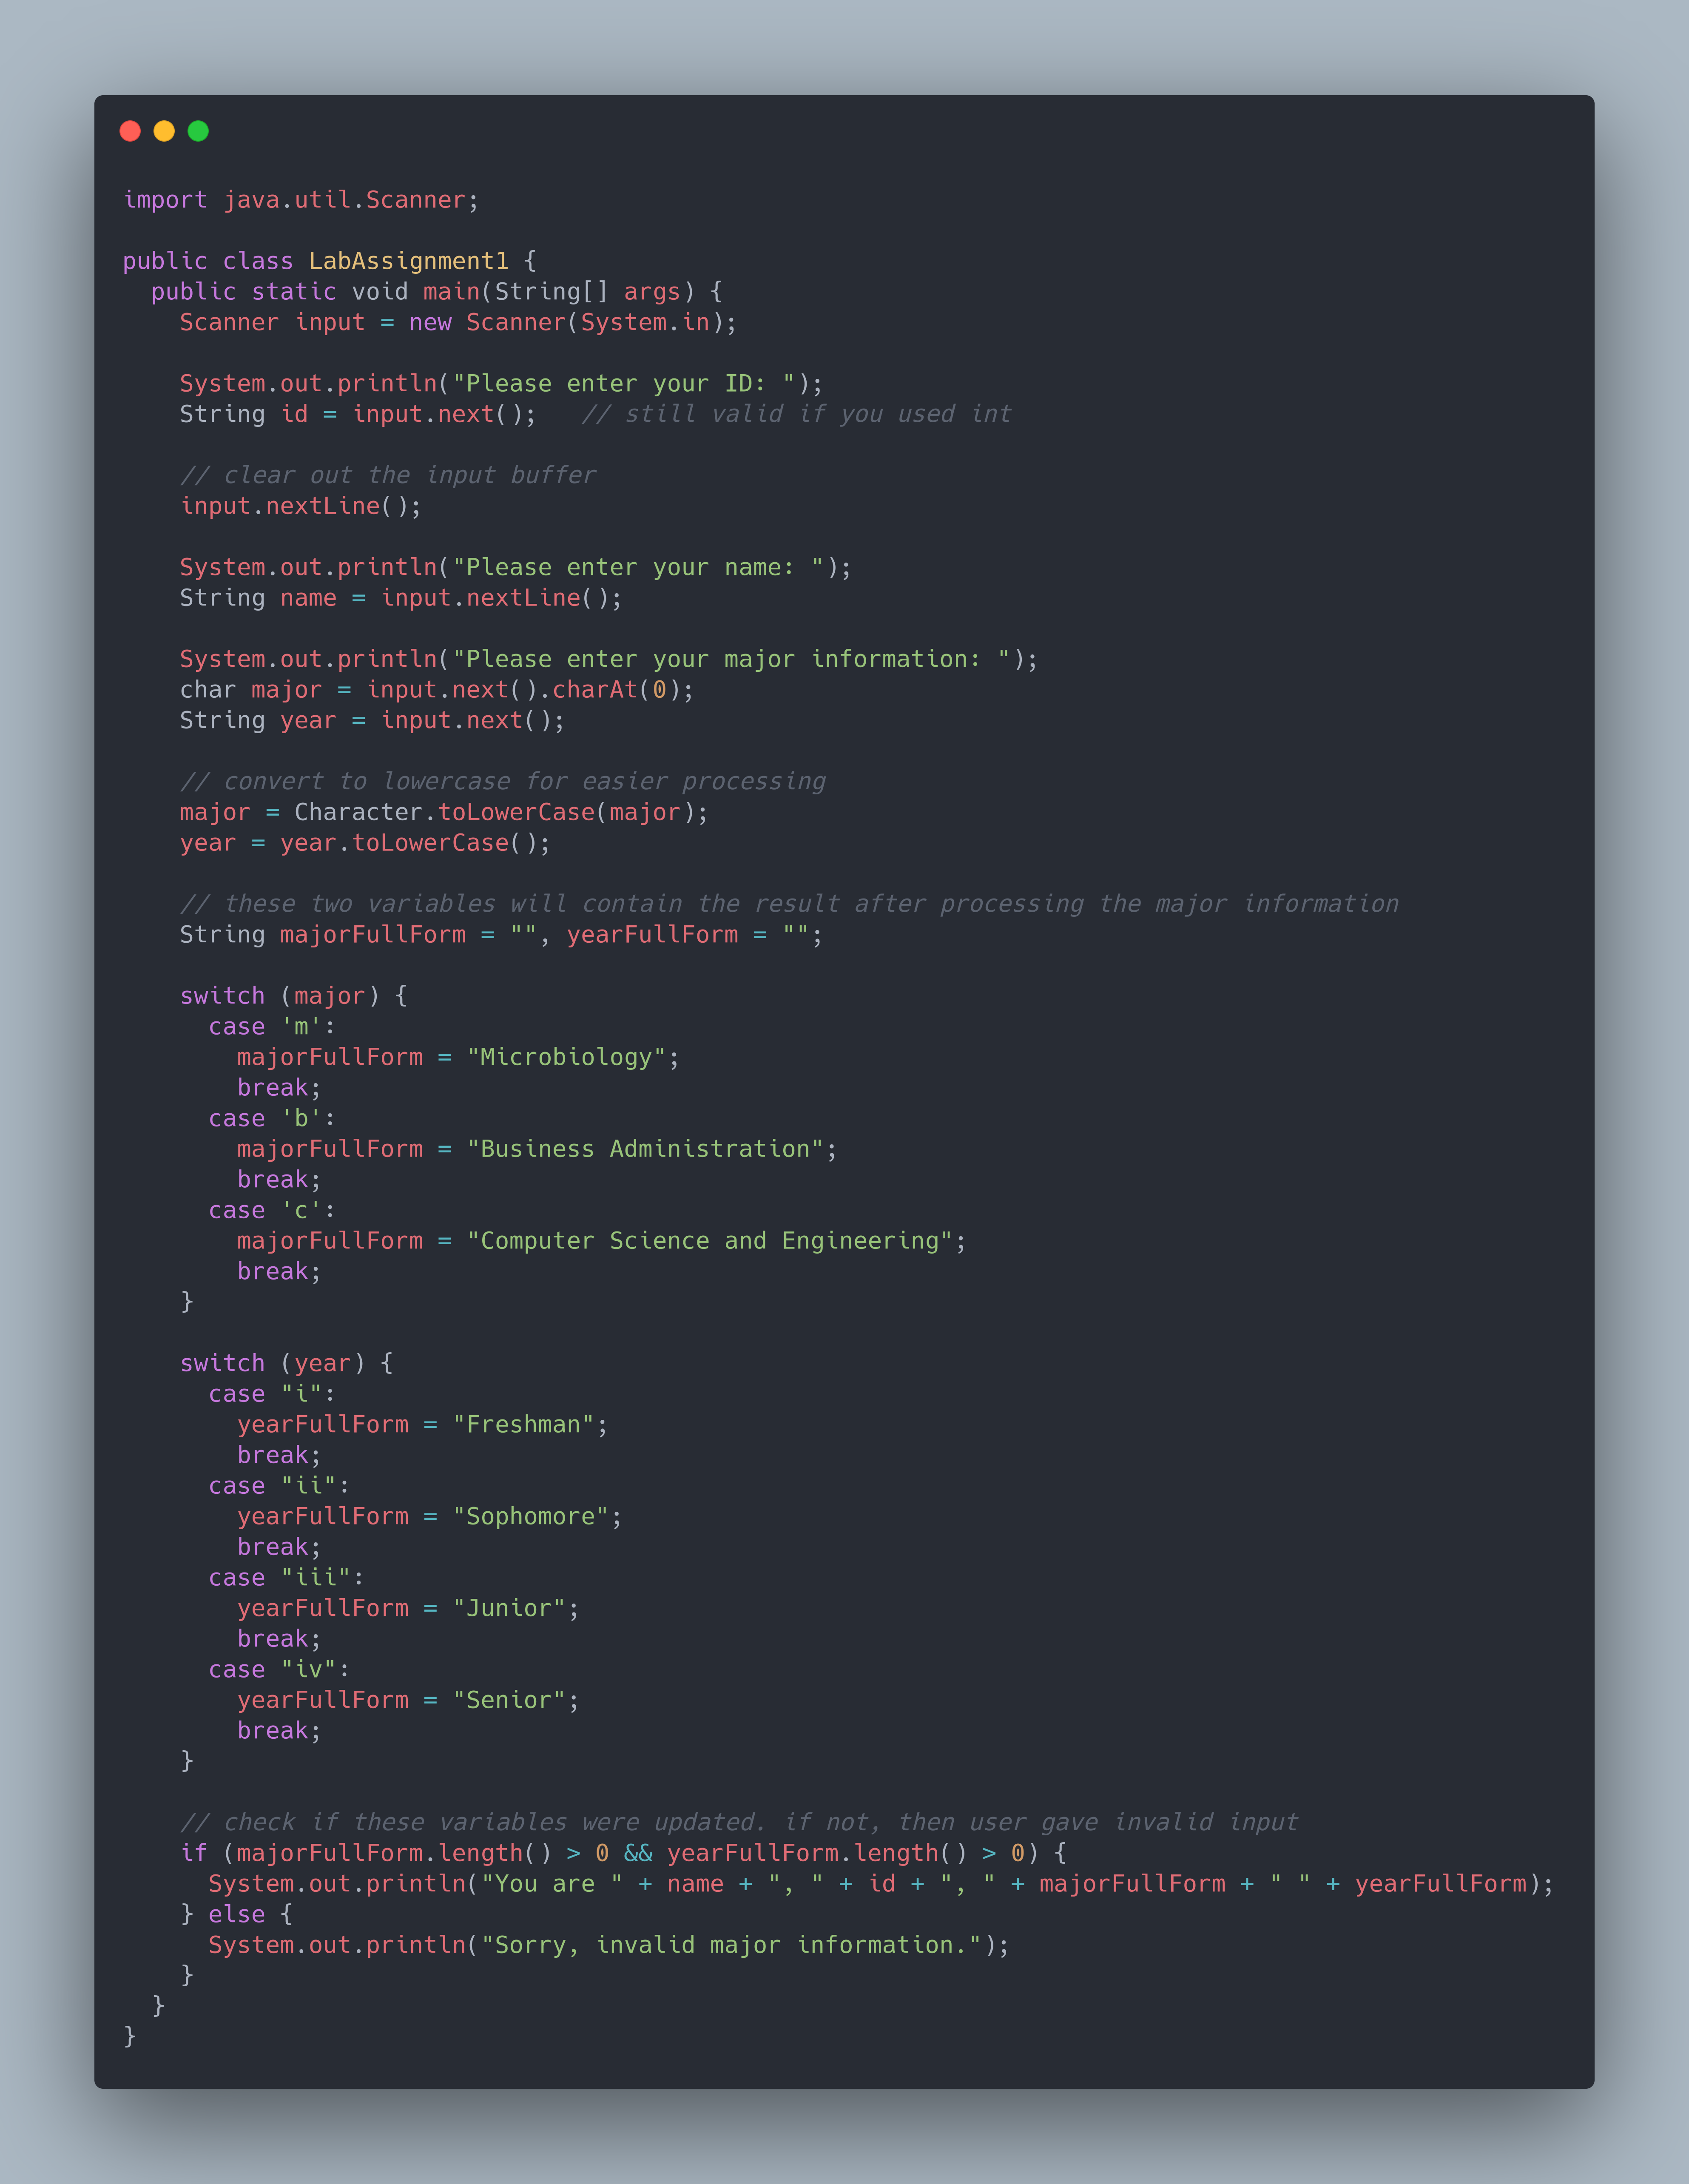 import java.util.Scanner;

public class LabAssignment1 {
  public static void main(String[] args) {
    Scanner input = new Scanner(System.in);

    System.out.println("Please enter your ID: ");
    String id = input.next();   // still valid if you used int

    // clear out the input buffer
    input.nextLine();

    System.out.println("Please enter your name: ");
    String name = input.nextLine();

    System.out.println("Please enter your major information: ");
    char major = input.next().charAt(0);
    String year = input.next();

    // convert to lowercase for easier processing
    major = Character.toLowerCase(major);
    year = year.toLowerCase();

    // these two variables will contain the result after processing the major information
    String majorFullForm = "", yearFullForm = "";

    switch (major) {
      case 'm':
        majorFullForm = "Microbiology";
        break;
      case 'b':
        majorFullForm = "Business Administration";
        break;
      case 'c':
        majorFullForm = "Computer Science and Engineering";
        break;
    }

    switch (year) {
      case "i":
        yearFullForm = "Freshman";
        break;
      case "ii":
        yearFullForm = "Sophomore";
        break;
      case "iii":
        yearFullForm = "Junior";
        break;
      case "iv":
        yearFullForm = "Senior";
        break;
    }

    // check if these variables were updated. if not, then user gave invalid input
    if (majorFullForm.length() > 0 && yearFullForm.length() > 0) {
      System.out.println("You are " + name + ", " + id + ", " + majorFullForm + " " + yearFullForm);
    } else {
      System.out.println("Sorry, invalid major information.");
    }
  }
}